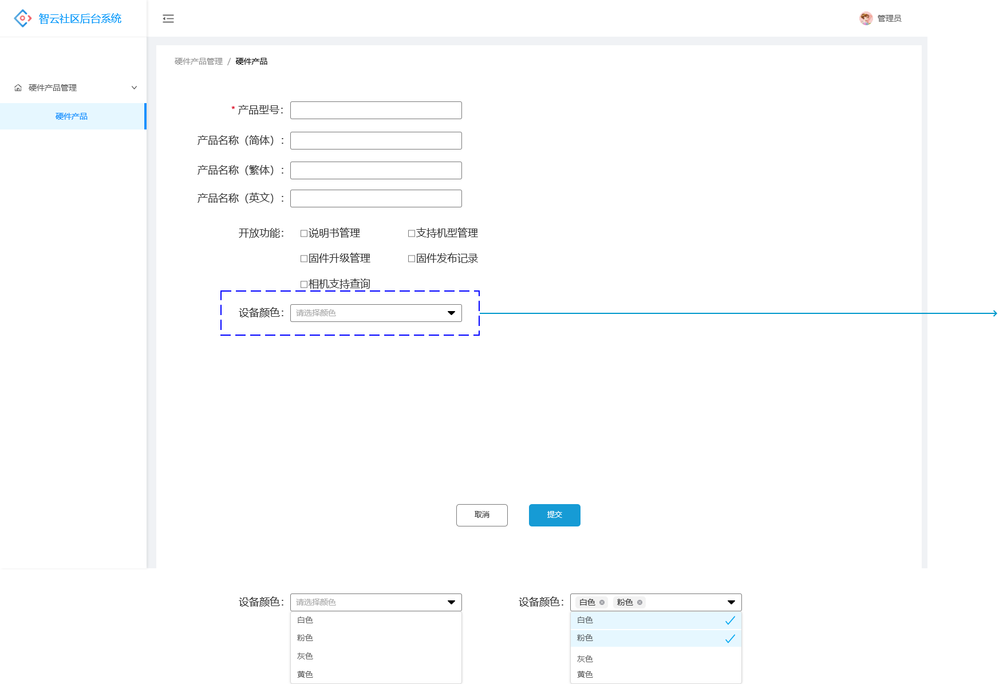 智云社区后台系统
管理员
硬件产品管理 / 硬件产品
硬件产品管理
硬件产品
* 产品型号：
产品名称（简体）：
产品名称（繁体）：
产品名称（英文）：
开放功能： 说明书管理 支持机型管理
固件升级管理 固件发布记录
相机支持查询
设备颜色： 请选择颜色
取消 提交
设备颜色： 请选择颜色
白色
粉色
灰色
黄色
设备颜色： 白色 粉色
白色
粉色
灰色
黄色